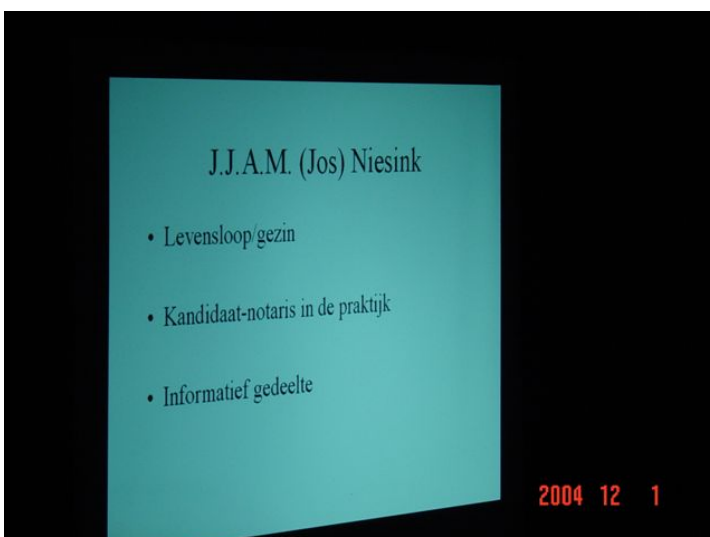 J.J.A.M. (Jos) Niesink
• Levensloop/gezin
• Kandidaat-notaris in de praktijk
• Informatief gedeelte
2004 12 1